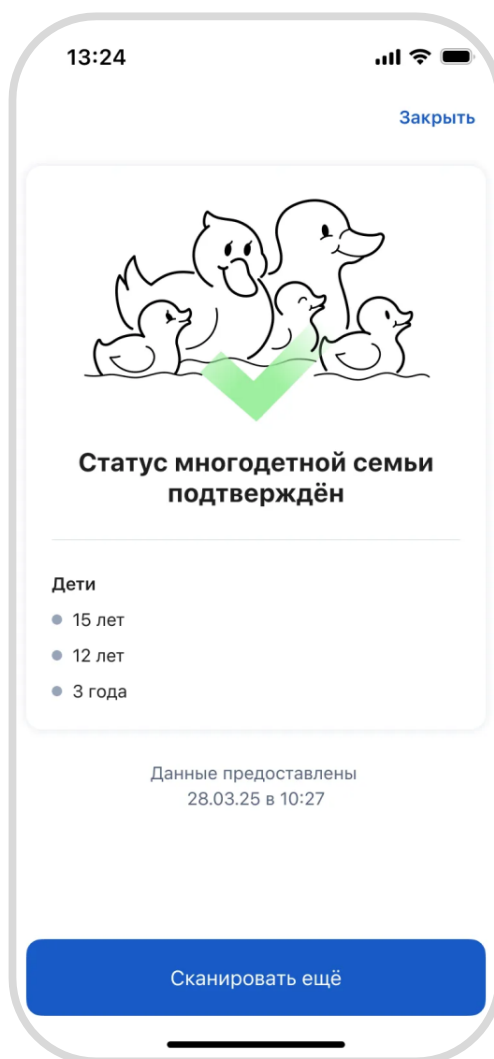 13:24
Закрыть
Статус многодетной семьи
подтверждён
Дети
15 лет
12 лет
3 года
Данные предоставлены
28.03.25 в 10:27
Сканировать ещё